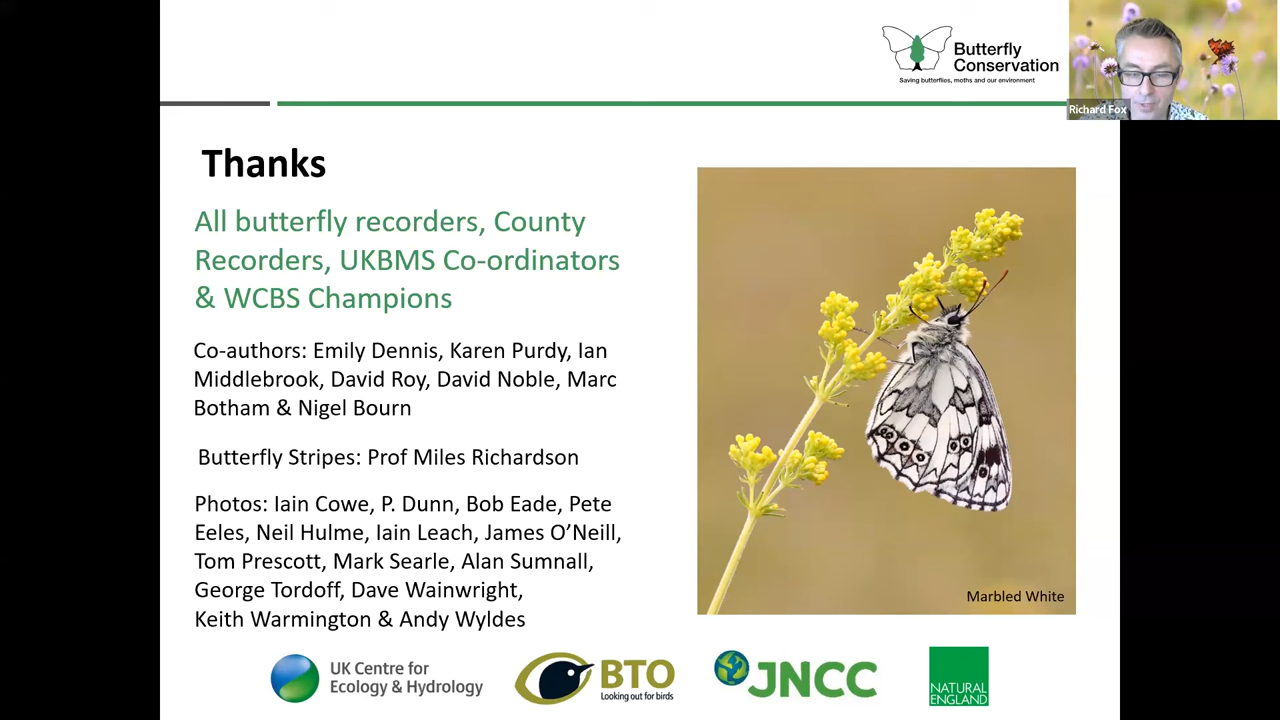 Butterfly
Conservation
Saving butterflies, moths and our environment
Richard Fox
Thanks
All butterfly recorders, County
Recorders, UKBMS Co-ordinators
& WCBS Champions
Co-authors: Emily Dennis, Karen Purdy, Ian
Middlebrook, David Roy, David Noble, Marc
Botham & Nigel Bourn
Butterfly Stripes: Prof Miles Richardson
Photos: Iain Cowe, P. Dunn, Bob Eade, Pete
Eeles, Neil Hulme, Iain Leach, James O’Neill,
Tom Prescott, Mark Searle, Alan Sumnall,
George Tordoff, Dave Wainwright,
Keith Warmington & Andy Wyldes
Marbled White
UK Centre for
Ecology & Hydrology
BTO
Looking out for birds
JNCC
NATURAL
ENGLAND